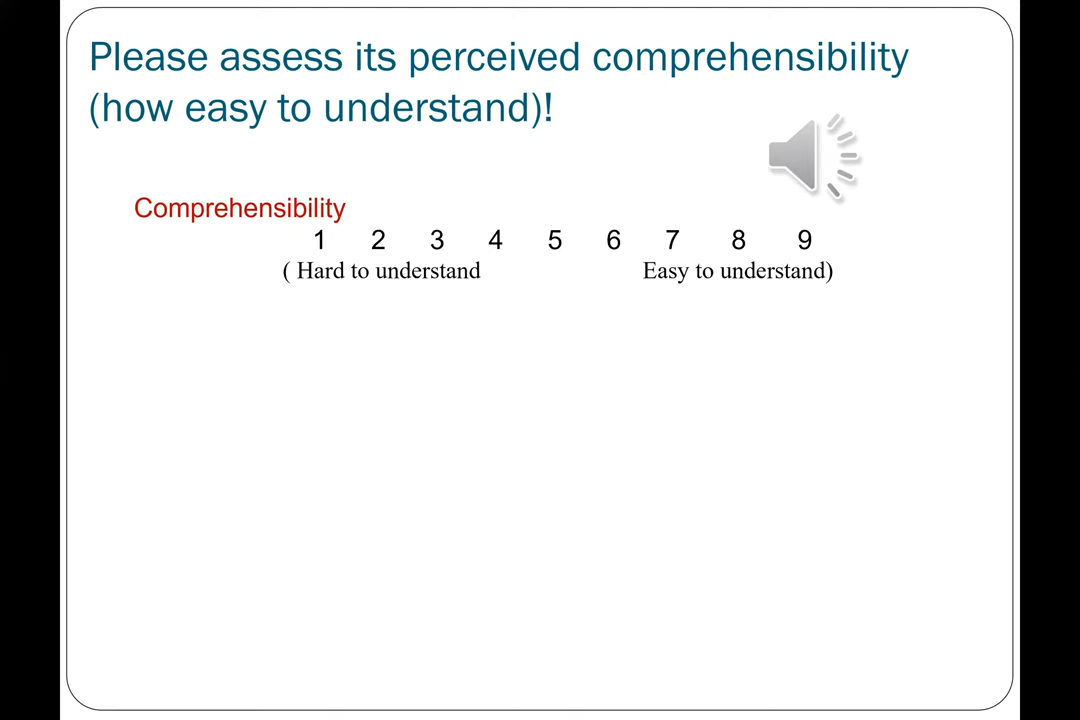 Please assess its perceived comprehensibility
(how easy to understand)!
Comprehensibility
1 2 3 4 5 6 7 8 9
( Hard to understand Easy to understand)